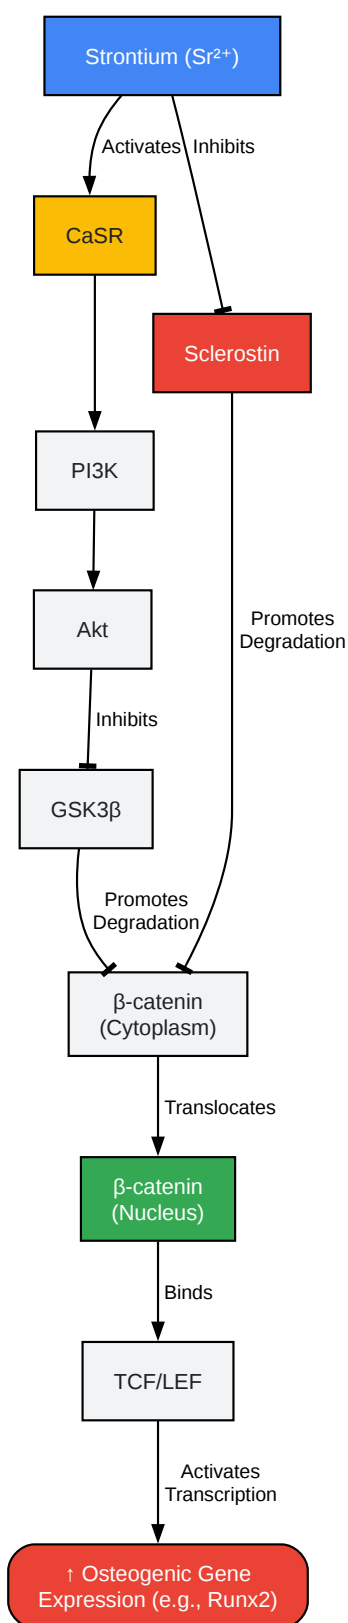 Strontium (Sr²⁺)
Activates
Inhibits
CaSR
Sclerostin
PI3K
Promotes
Degradation
Akt
Inhibits
GSK3β
Promotes
Degradation
β-catenin
(Cytoplasm)
Translocates
β-catenin
(Nucleus)
Binds
TCF/LEF
Activates
Transcription
↑ Osteogenic Gene
Expression (e.g., Runx2)